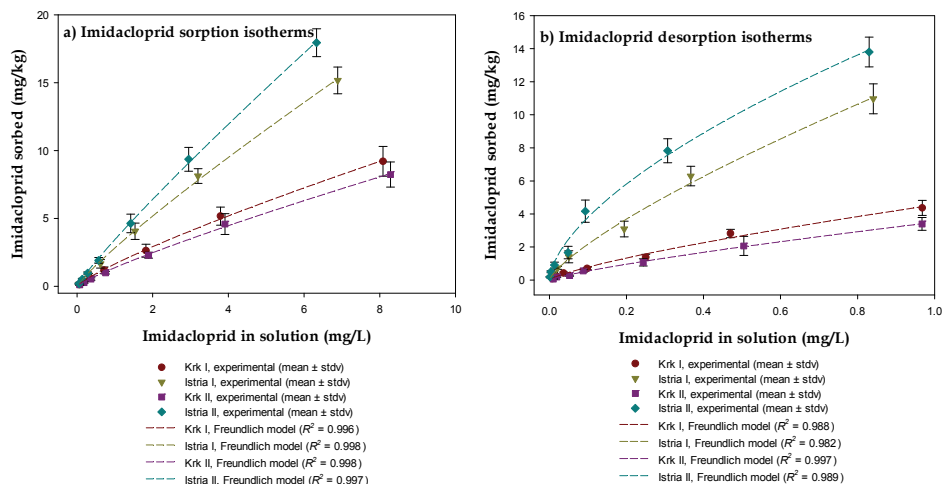 a) Imidacloprid sorption isotherms
Imidacloprid sorbed (mg/kg)
20
15
10
5
0
0 2 4 6 8 10
Imidacloprid in solution (mg/L)
Krk I, experimental (mean ± stdv)
Istria I, experimental (mean ± stdv)
Krk II, experimental (mean ± stdv)
Istria II, experimental (mean ± stdv)
Krk I, Freundlich model (R² = 0.996)
Istria I, Freundlich model (R² = 0.998)
Krk II, Freundlich model (R² = 0.998)
Istria II, Freundlich model (R² = 0.997)
b) Imidacloprid desorption isotherms
Imidacloprid sorbed (mg/kg)
16
14
12
10
8
6
4
2
0
0.0 0.2 0.4 0.6 0.8 1.0
Imidacloprid in solution (mg/L)
Krk I, experimental (mean ± stdv)
Istria I, experimental (mean ± stdv)
Krk II, experimental (mean ± stdv)
Istria II, experimental (mean ± stdv)
Krk I, Freundlich model (R² = 0.988)
Istria I, Freundlich model (R² = 0.982)
Krk II, Freundlich model (R² = 0.997)
Istria II, Freundlich model (R² = 0.989)